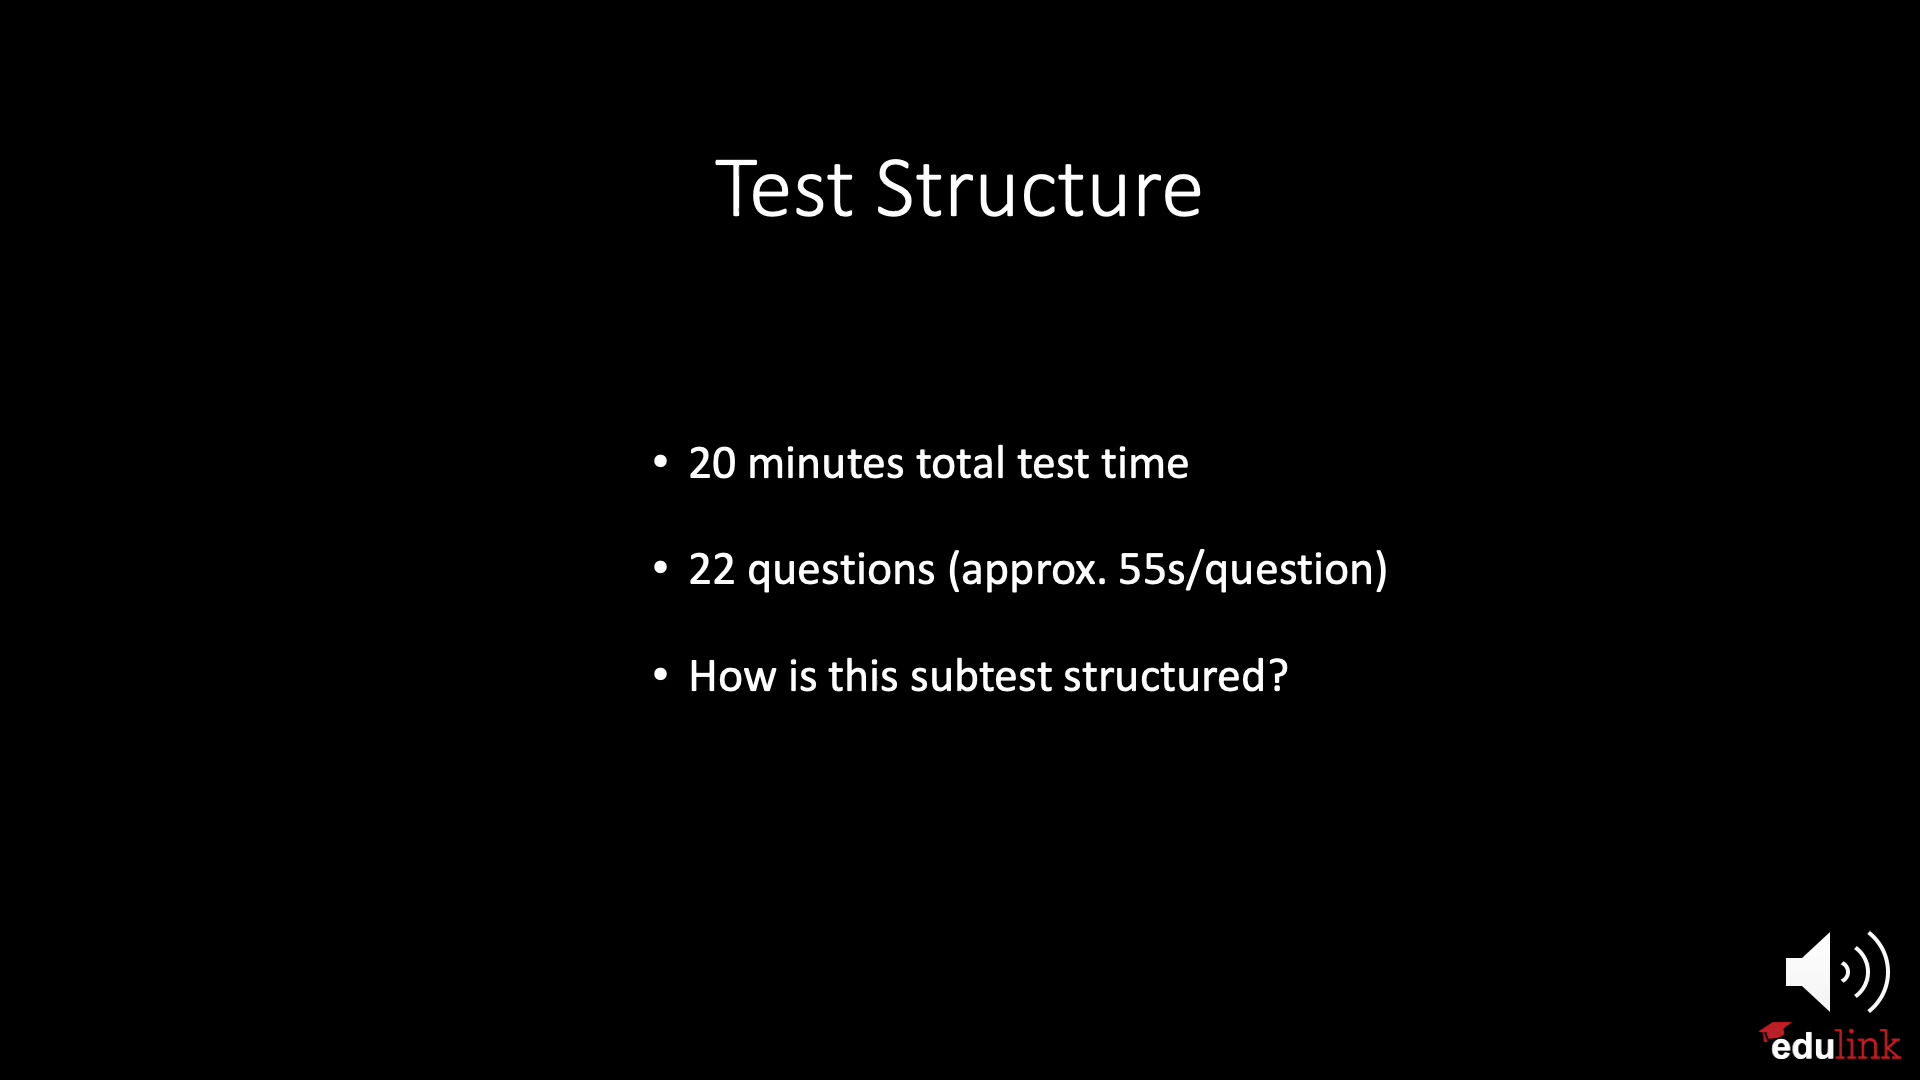 Test Structure
• 20 minutes total test time
• 22 questions (approx. 55s/question)
• How is this subtest structured?
edulink